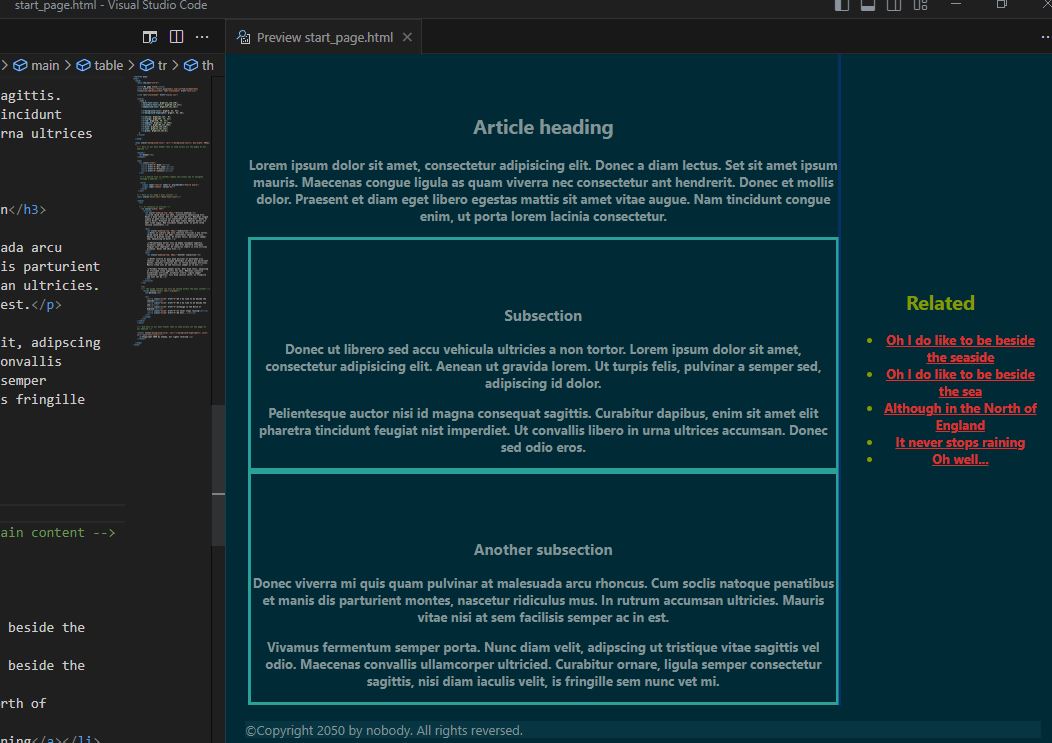 start_page.html - Visual Studio Code
Preview start_page.html
main
table
tr
th
agittis.
incidunt
rna ultrices
n</h3>
ada arcu
is parturient
an ultricies.
est.</p>
it, adipscing
onvallis
semper
s fringille
ain content -->
beside the
beside the
rth of
ning</a></li>
Article heading
Lorem ipsum dolor sit amet, consectetur adipisicing elit. Donec a diam lectus. Set sit amet ipsum
mauris. Maecenas congue ligula as quam viverra nec consectetur ant hendrerit. Donec et mollis
dolor. Praesent et diam eget libero egestas mattis sit amet vitae augue. Nam tincidunt congue
enim, ut porta lorem lacinia consectetur.
Subsection
Donec ut librero sed accu vehicula ultricies a non tortor. Lorem ipsum dolor sit amet,
consectetur adipisicing elit. Aenean ut gravida lorem. Ut turpis felis, pulvinar a semper sed,
adipiscing id dolor.
Pelientesque auctor nisi id magna consequat sagittis. Curabitur dapibus, enim sit amet elit
pharetra tincidunt feugiat nist imperdiet. Ut convallis libero in urna ultrices accumsan. Donec
sed odio eros.
Another subsection
Donec viverra mi quis quam pulvinar at malesuada arcu rhoncus. Cum soclis natoque penatibus
et manis dis parturient montes, nascetur ridiculus mus. In rutrum accumsan ultricies. Mauris
vitae nisi at sem facilisis semper ac in est.
Vivamus fermentum semper porta. Nunc diam velit, adipscing ut tristique vitae sagittis vel
odio. Maecenas convallis ullamcorper ultricied. Curabitur ornare, ligula semper consectetur
sagittis, nisi diam iaculis velit, is fringille sem nunc vet mi.
Related
Oh I do like to be beside
the seaside
Oh I do like to be beside
the sea
Although in the North of
England
It never stops raining
Oh well...
©Copyright 2050 by nobody. All rights reversed.